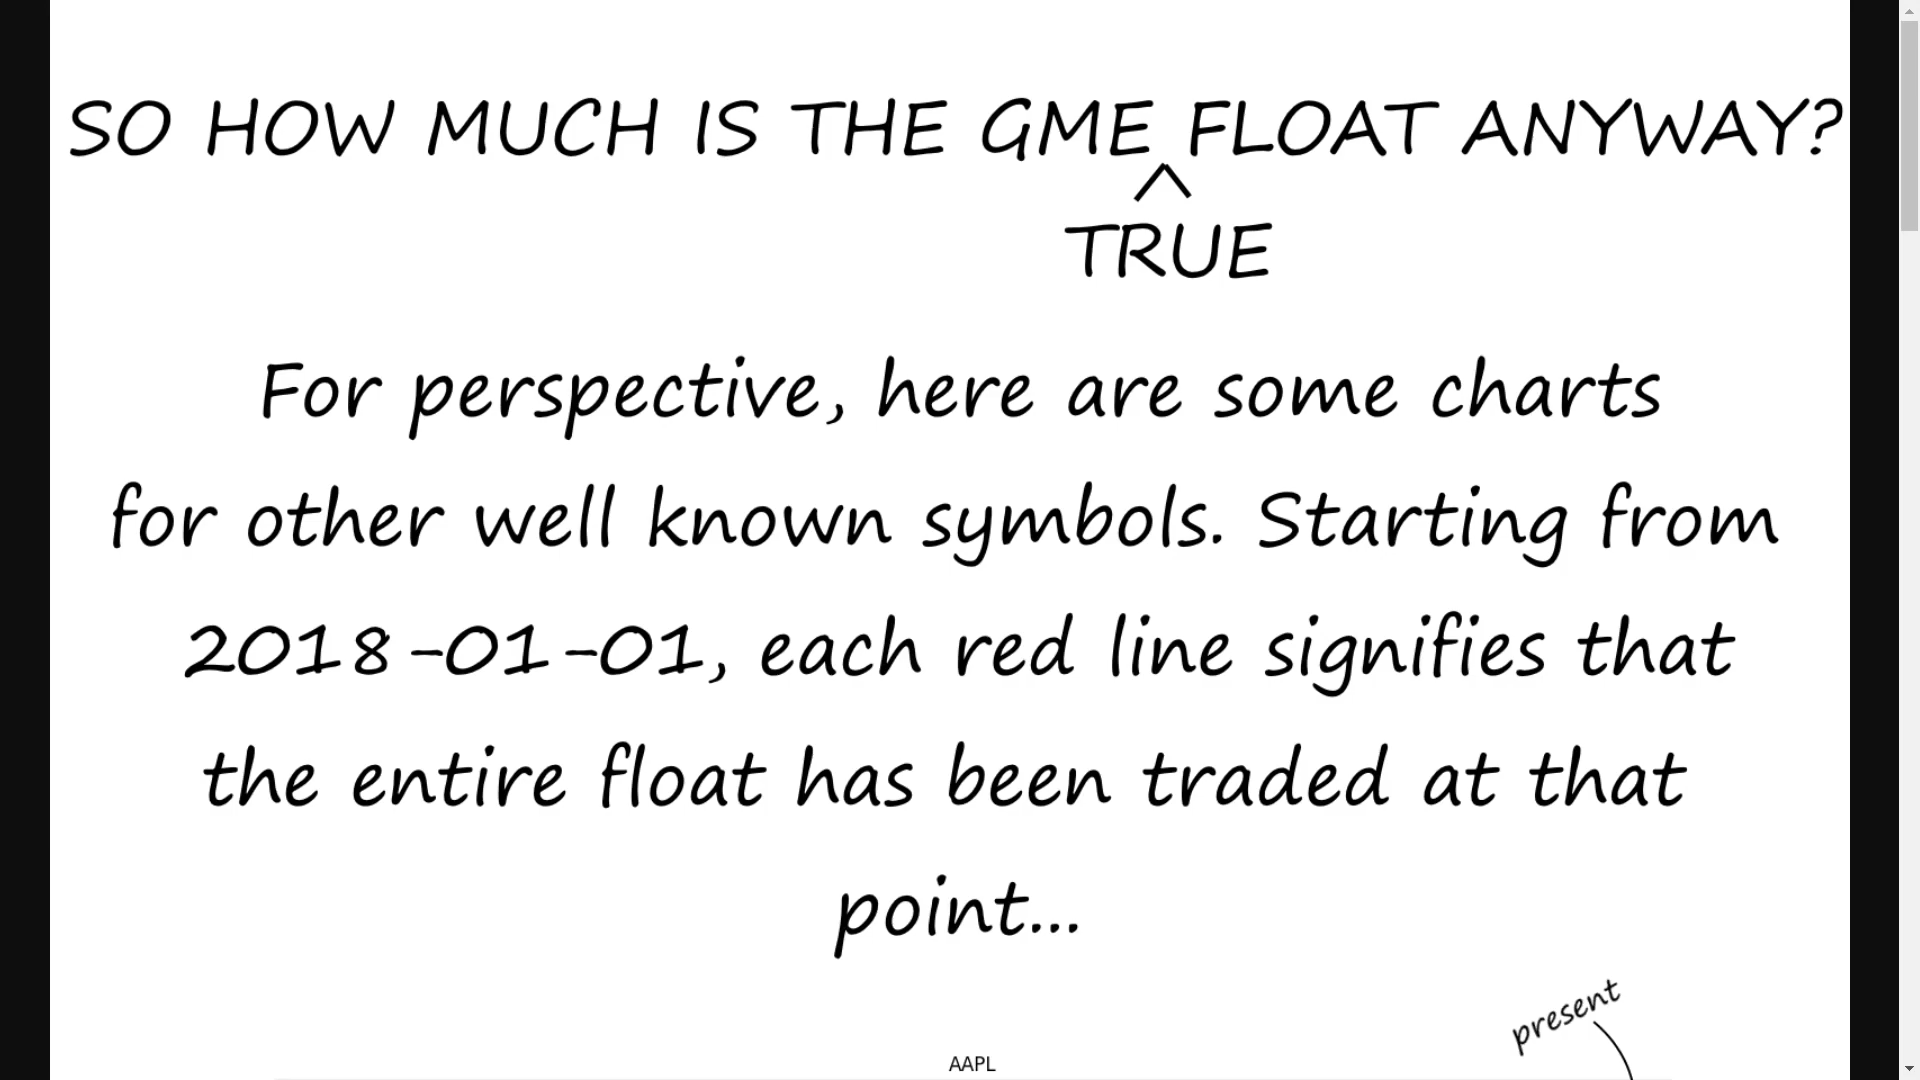 SO HOW MUCH IS THE GME FLOAT ANYWAY?
^
TRUE
For perspective, here are some charts
for other well known symbols. Starting from
2018-01-01, each red line signifies that
the entire float has been traded at that
point...
present
AAPL